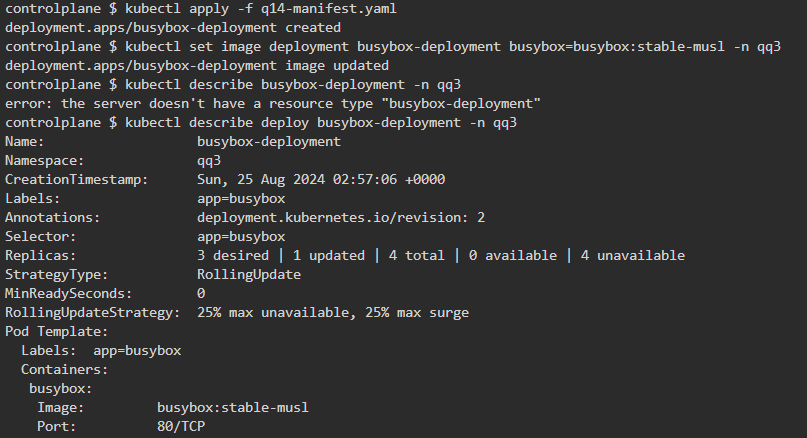 controlplane $ kubectl apply -f q14-manifest.yaml
deployment.apps/busybox-deployment created
controlplane $ kubectl set image deployment busybox-deployment busybox=busybox:stable-musl -n qq3
deployment.apps/busybox-deployment image updated
controlplane $ kubectl describe busybox-deployment -n qq3
error: the server doesn't have a resource type "busybox-deployment"
controlplane $ kubectl describe deploy busybox-deployment -n qq3
Name:                   busybox-deployment
Namespace:              qq3
CreationTimestamp:      Sun, 25 Aug 2024 02:57:06 +0000
Labels:                 app=busybox
Annotations:            deployment.kubernetes.io/revision: 2
Selector:               app=busybox
Replicas:               3 desired | 1 updated | 4 total | 0 available | 4 unavailable
StrategyType:           RollingUpdate
MinReadySeconds:        0
RollingUpdateStrategy:  25% max unavailable, 25% max surge
Pod Template:
  Labels:  app=busybox
  Containers:
   busybox:
    Image:         busybox:stable-musl
    Port:          80/TCP